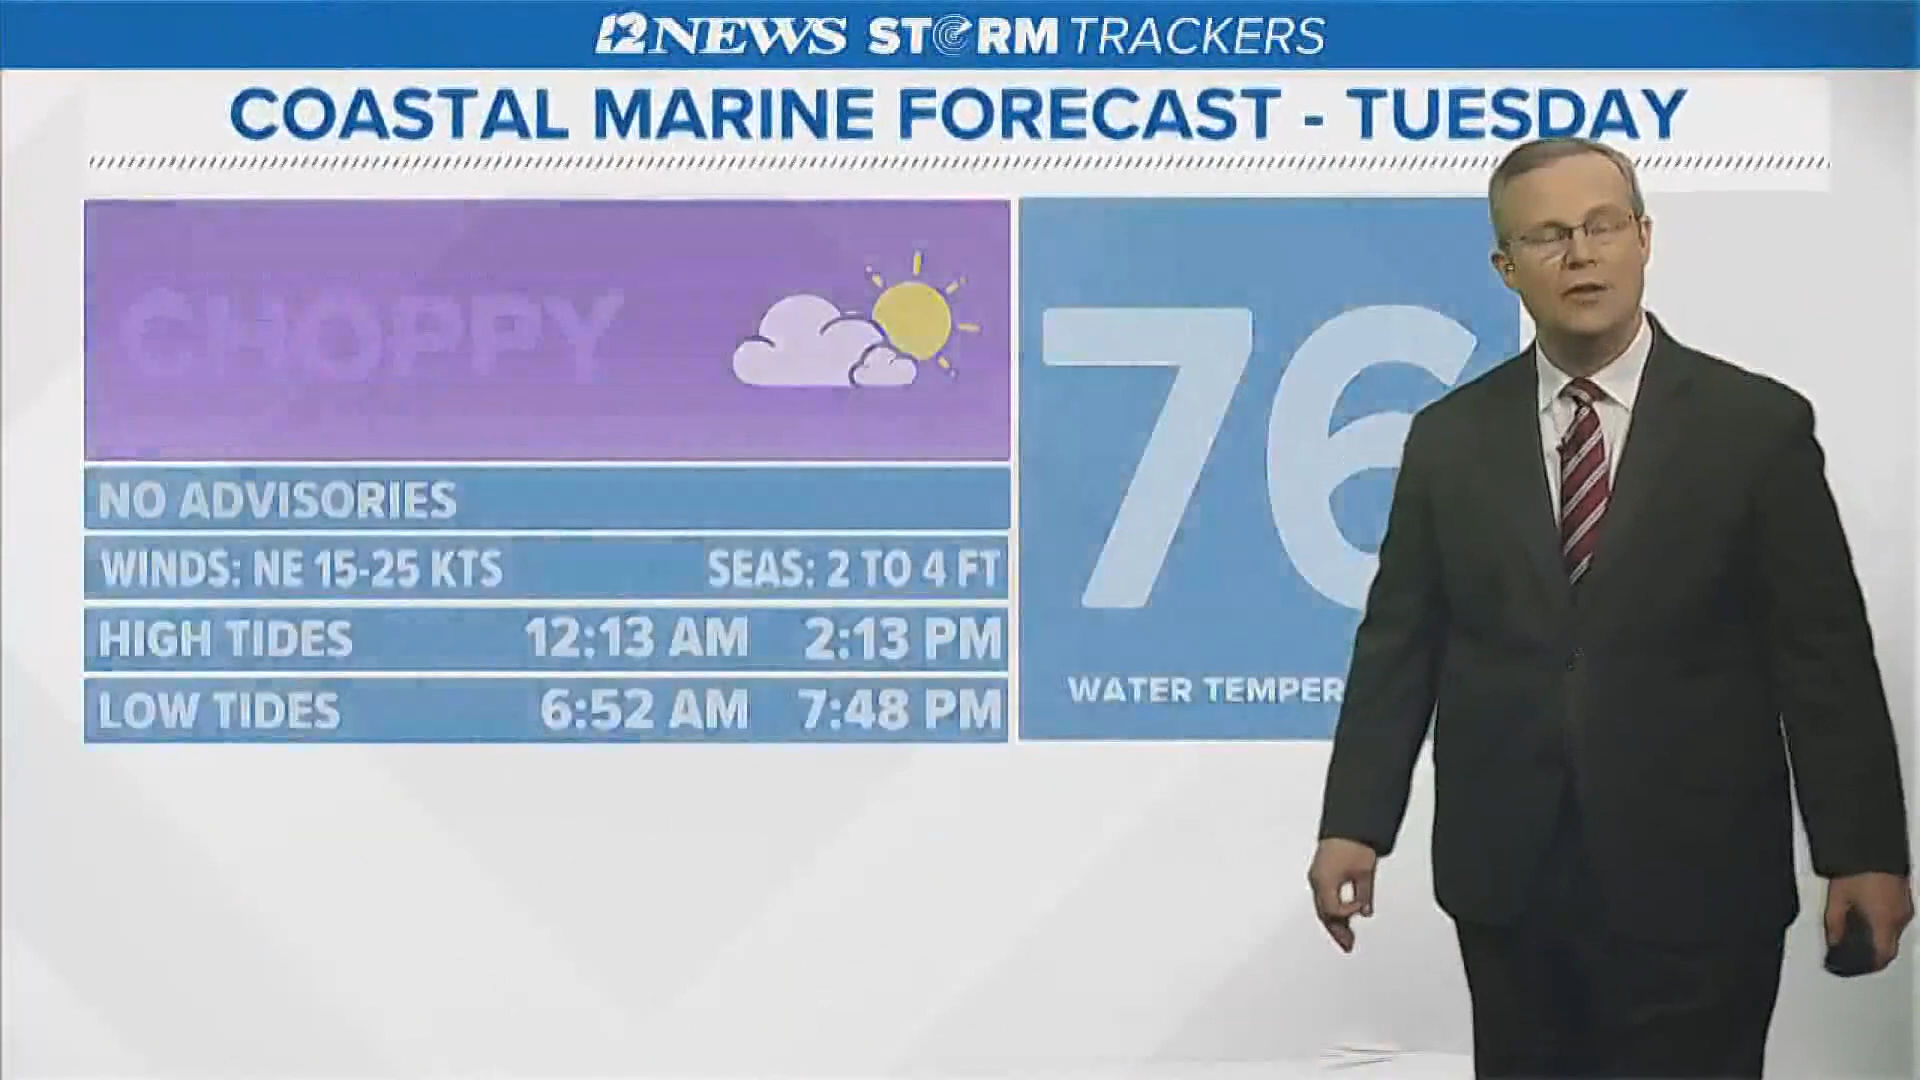 12NEWS STORM TRACKERS
COASTAL MARINE FORECAST - TUESDAY
CHOPPY
NO ADVISORIES
WINDS: NE 15-25 KTS SEAS: 2 TO 4 FT
HIGH TIDES 12:13 AM 2:13 PM
LOW TIDES 6:52 AM 7:48 PM
76
WATER TEMPER